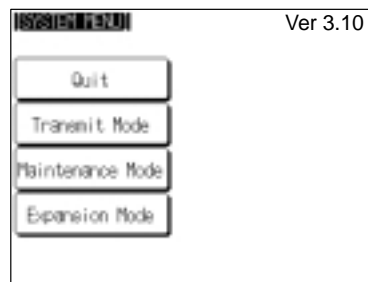 [SYSTEM MENU] Ver 3.10
Quit
Transmit Mode
Maintenance Mode
Expansion Mode